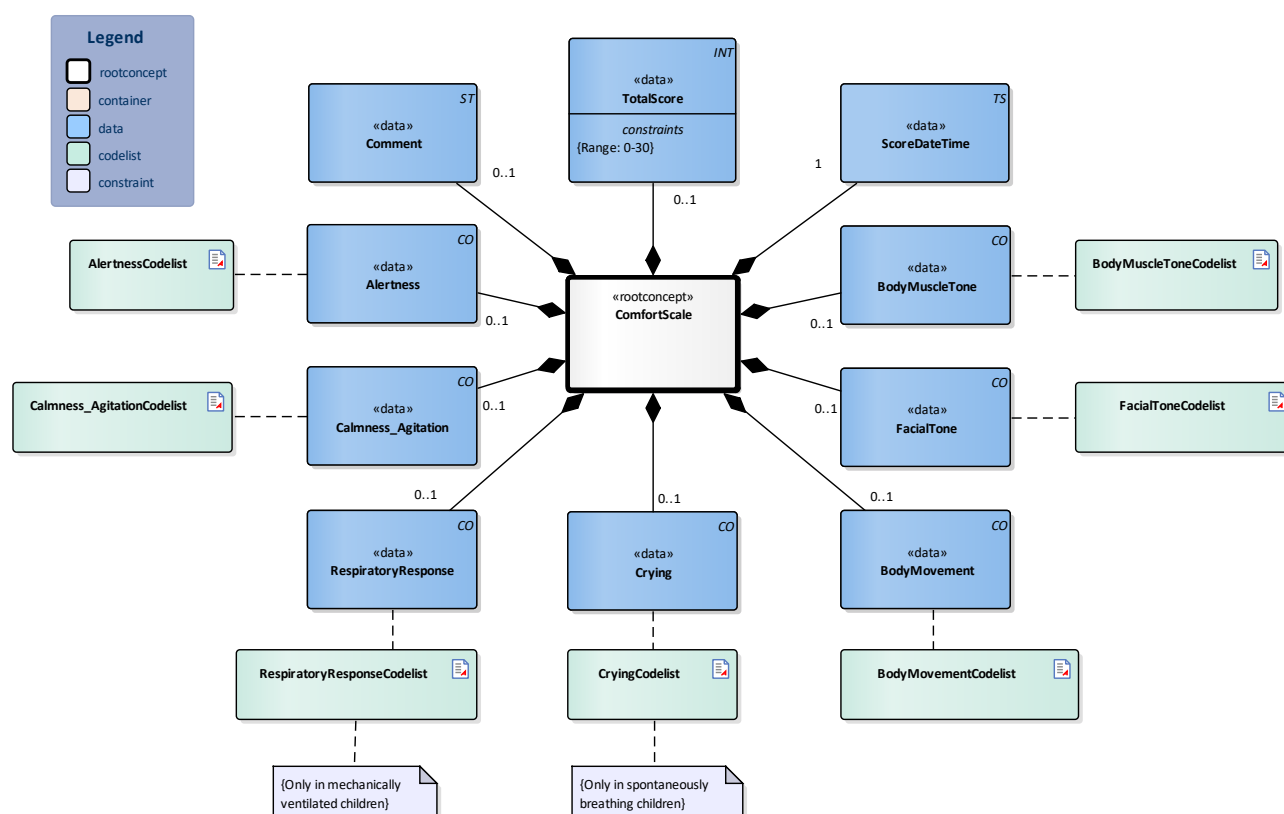 Legend
rootconcept
container
data
codelist
constraint
ST
«data»
Comment
0..1
INT
«data»
TotalScore
constraints
{Range: 0-30}
0..1
TS
«data»
ScoreDateTime
1
AlertnessCodelist
CO
«data»
Alertness
0..1
«rootconcept»
ComfortScale
CO
«data»
BodyMuscleTone
0..1
BodyMuscleToneCodelist
Calmness_AgitationCodelist
CO
«data»
Calmness_Agitation
0..1
CO
«data»
FacialTone
0..1
FacialToneCodelist
0..1
CO
«data»
RespiratoryResponse
0..1
CO
«data»
Crying
0..1
CO
«data»
BodyMovement
RespiratoryResponseCodelist
CryingCodelist
BodyMovementCodelist
{Only in mechanically
ventilated children}
{Only in spontaneously
breathing children}